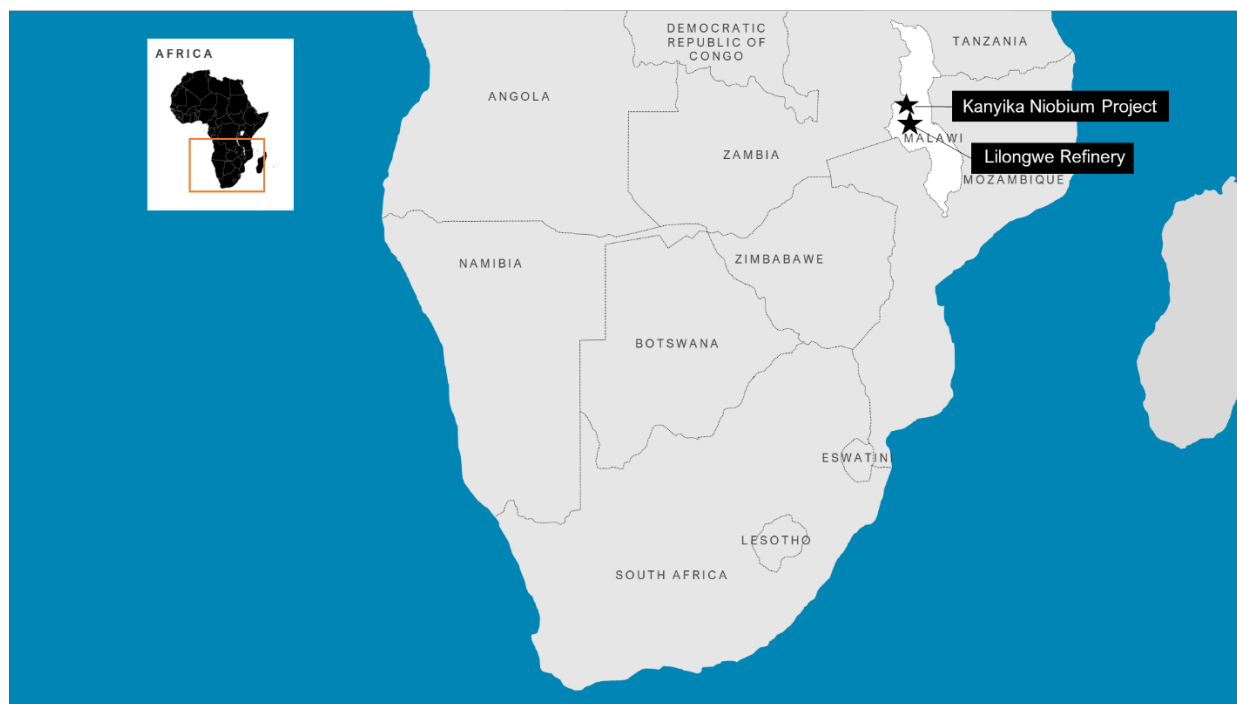 AFRICA
DEMOCRATIC
REPUBLIC OF
CONGO
TANZANIA
ANGOLA
Kanyika Niobium Project
MALAWI
ZAMBIA
Lilongwe Refinery
MOZAMBIQUE
NAMIBIA
ZIMBABAWE
BOTSWANA
ESWATINI
LESOTHO
SOUTH AFRICA